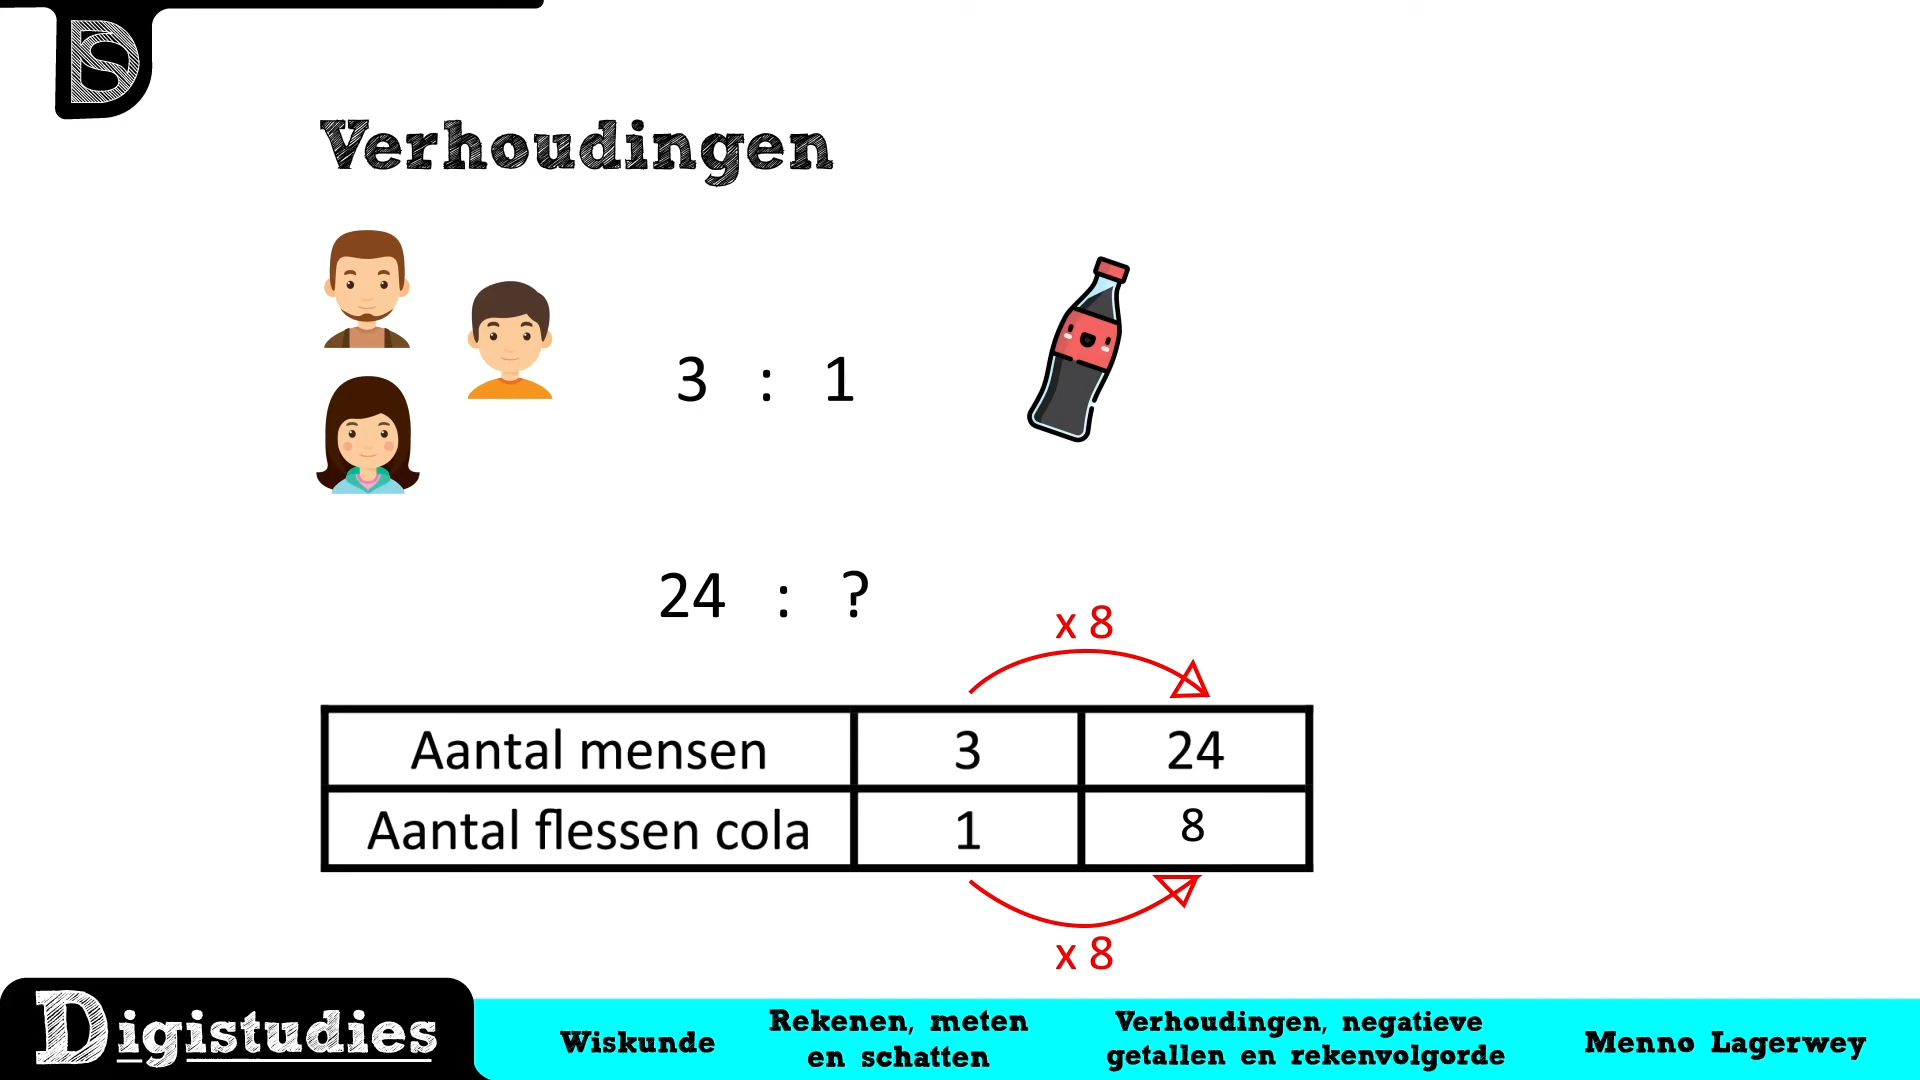 DS
Verhoudingen
3 : 1
24 : ?
x 8
Aantal mensen 3 24
Aantal flessen cola 1 8
x 8
Digistudies
Wiskunde
Rekenen, meten
en schatten
Verhoudingen, negatieve
getallen en rekenvolgorde
Menno Lagerwey